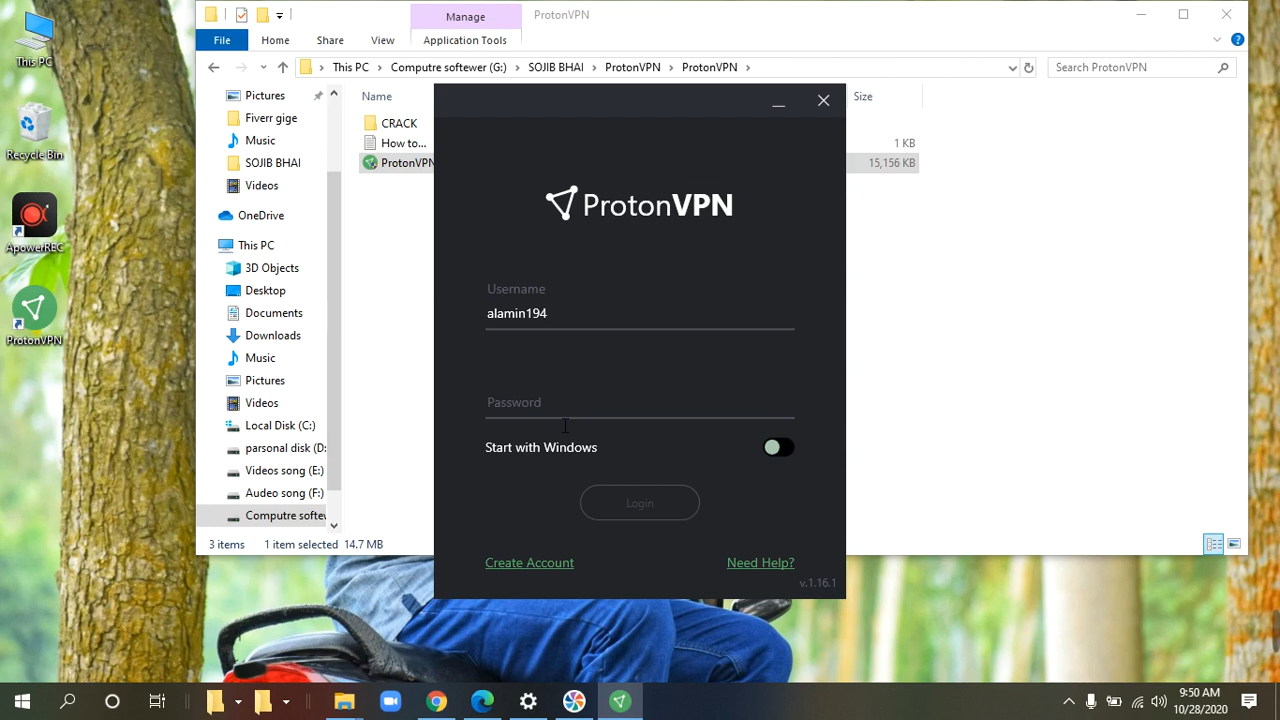 Manage
ProtonVPN
File
Home
Share
View
Application Tools
This PC
Computre softewer (G:)
SOJIB BHAI
ProtonVPN
ProtonVPN
Search ProtonVPN
This PC
Recycle Bin
ApowerREC
ProtonVPN
Pictures
Fiverr gige
Music
SOJIB BHAI
Videos
OneDrive
This PC
3D Objects
Desktop
Documents
Downloads
Music
Pictures
Videos
Local Disk (C:)
parsonal disk (D:
Videos song (E:)
Audeo song (F:)
Computre softew
Name
Size
CRACK
How to...
1 KB
ProtonVPN
15,156 KB
3 items
1 item selected 14.7 MB
ProtonVPN
Username
alamin194
Password
Start with Windows
Login
Create Account
Need Help?
v.1.16.1
9:50 AM
10/28/2020